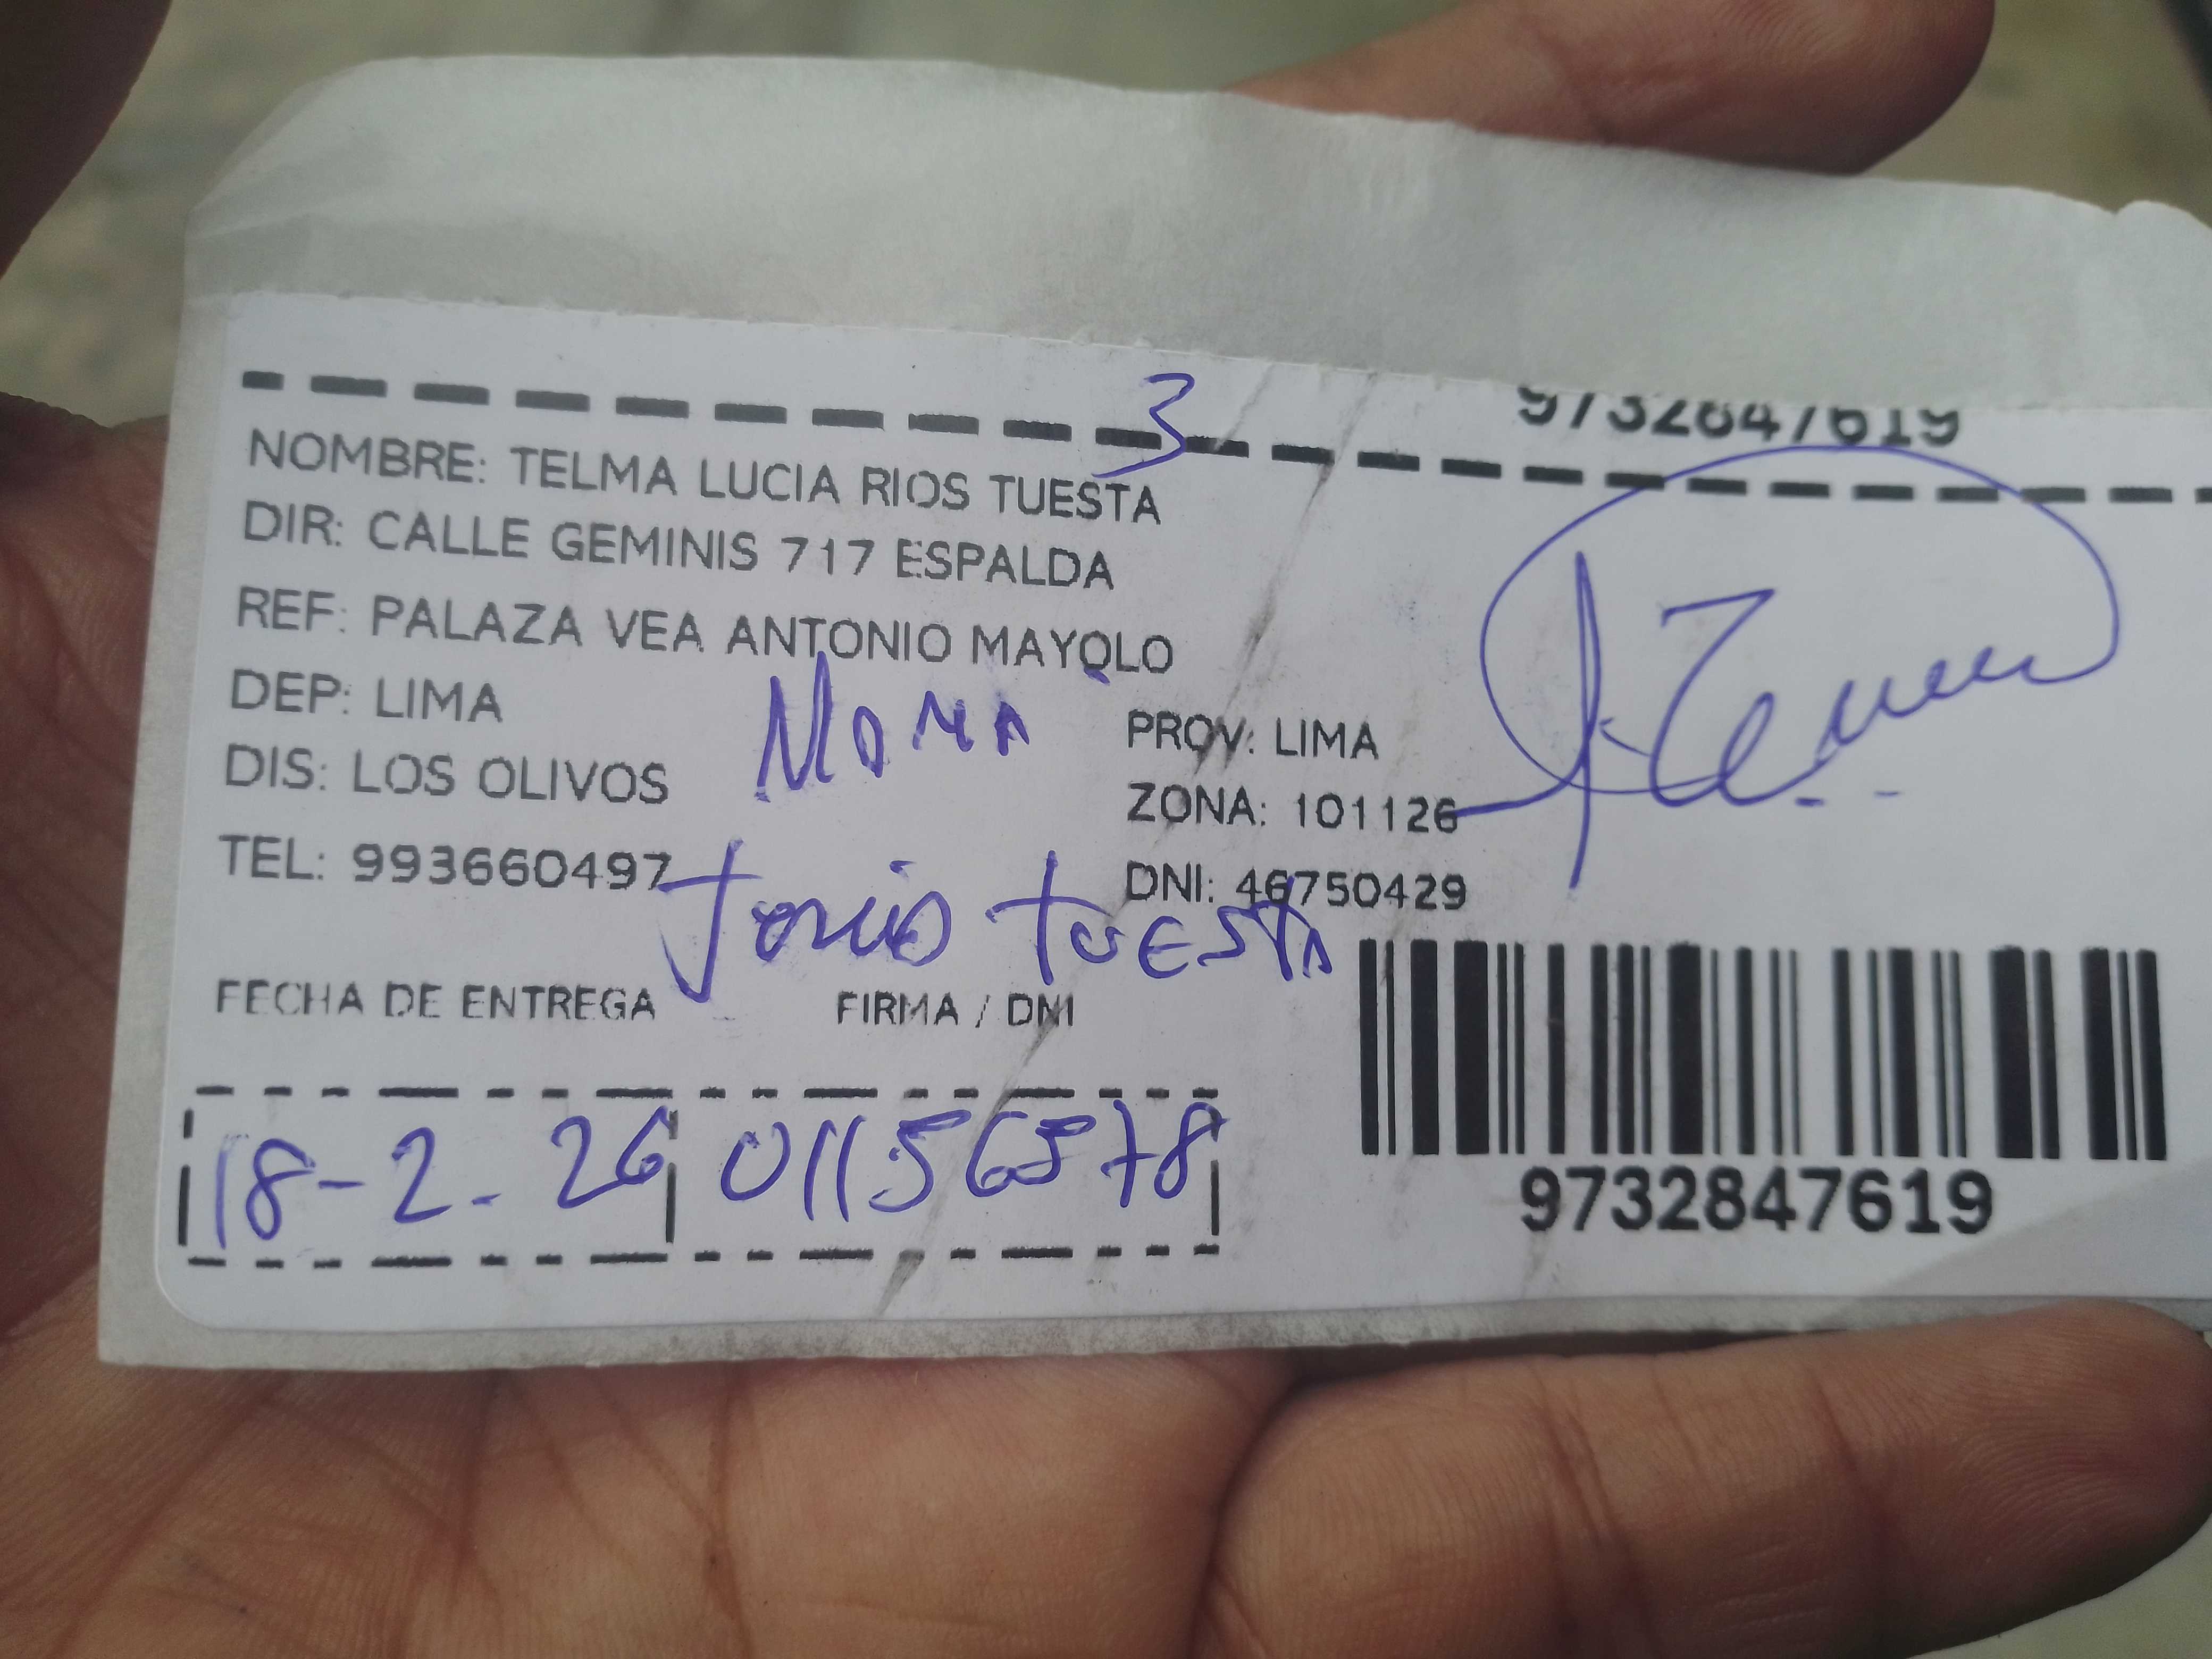 9732847619
3
NOMBRE: TELMA LUCIA RIOS TUESTA
DIR: CALLE GEMINIS 717 ESPALDA
REF: PALAZA VEA ANTONIO MAYOLO
DEP: LIMA
MAMA
PROV: LIMA
DIS: LOS OLIVOS
ZONA: 101126
TEL: 993660497
DNI: 46750429
TUESTA
FECHA DE ENTREGA FIRMA / DNI
18-2-26 01156578
9732847619